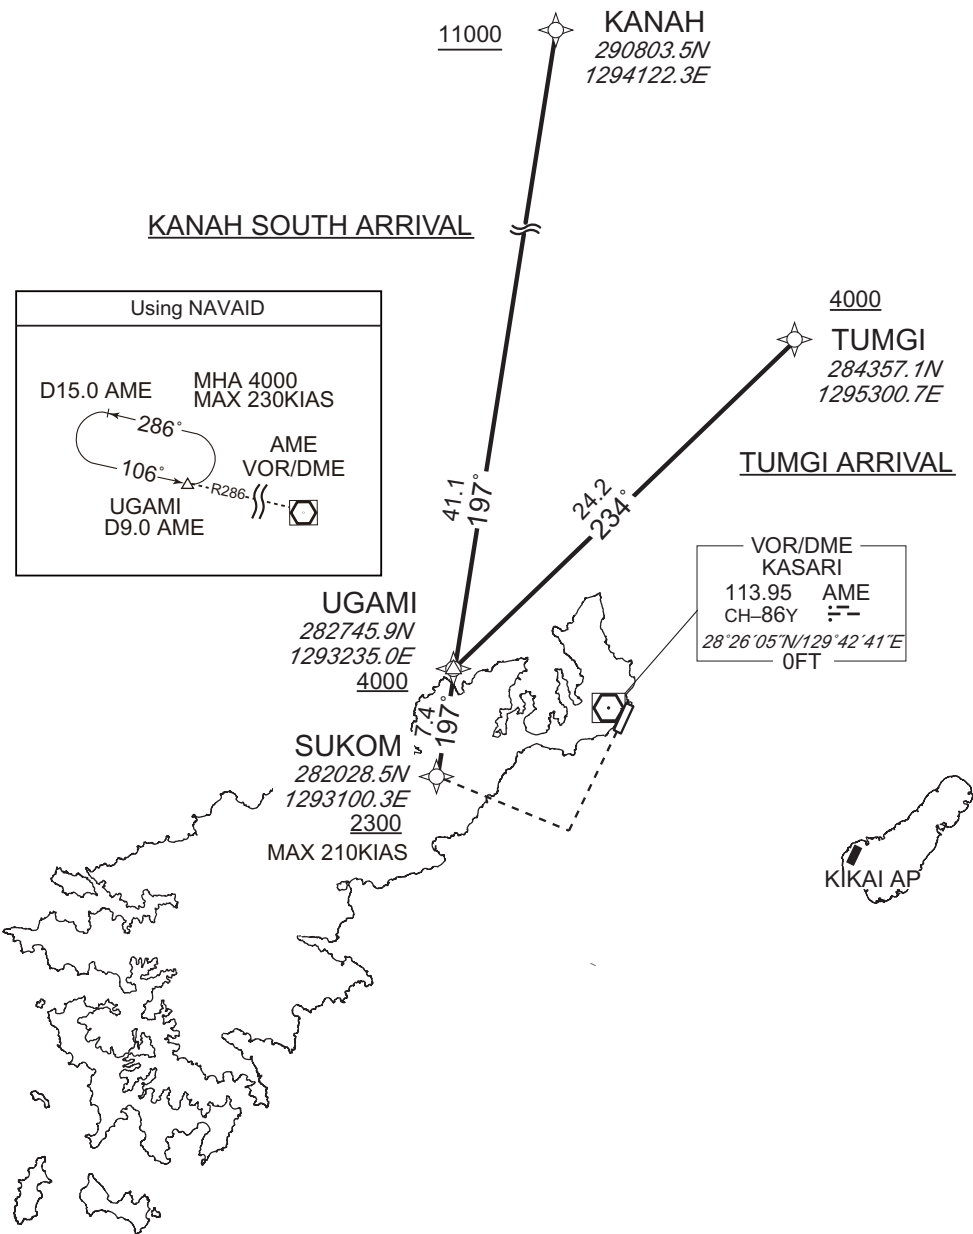 KANAH
11000
290803.5N
1294122.3E
KANAH SOUTH ARRIVAL
Using NAVAID
D15.0 AME
MHA 4000
MAX 230KIAS
286°
AME
VOR/DME
106°
R286
UGAMI
D9.0 AME
4000
TUMGI
284357.1N
1295300.7E
TUMGI ARRIVAL
41.1
197°
24.2
234°
VOR/DME
KASARI
113.95 AME
CH–86Y
28°26´05˝N/129°42´41˝E
0FT
UGAMI
282745.9N
1293235.0E
4000
7.4
197°
SUKOM
282028.5N
1293100.3E
2300
MAX 210KIAS
KIKAI AP